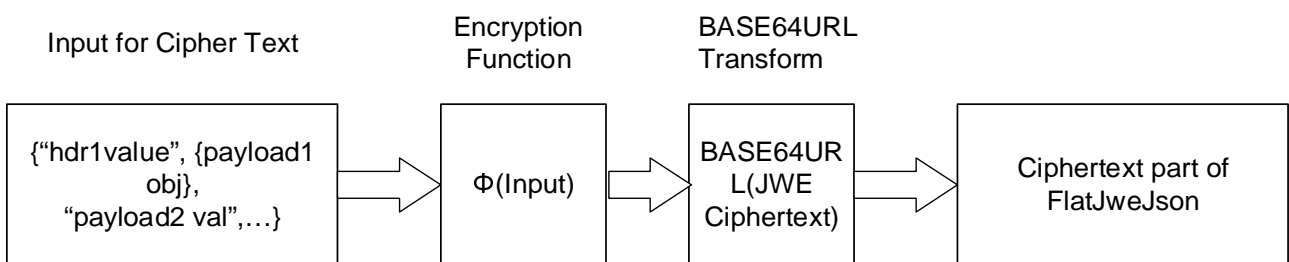 Input for Cipher Text
Encryption
Function
BASE64URL
Transform
{“hdr1value”, {payload1
obj},
“payload2 val”,…}
Φ(Input)
BASE64UR
L(JWE
Ciphertext)
Ciphertext part of
FlatJweJson